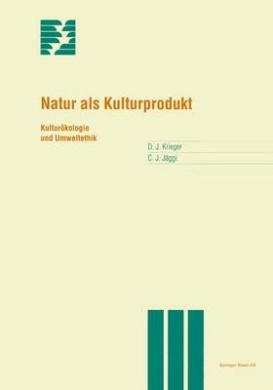 Natur als Kulturprodukt
Kulturökologie
und Umweltethik
D. J. Krieger
C. J. Jäggi
Springer Basel AG